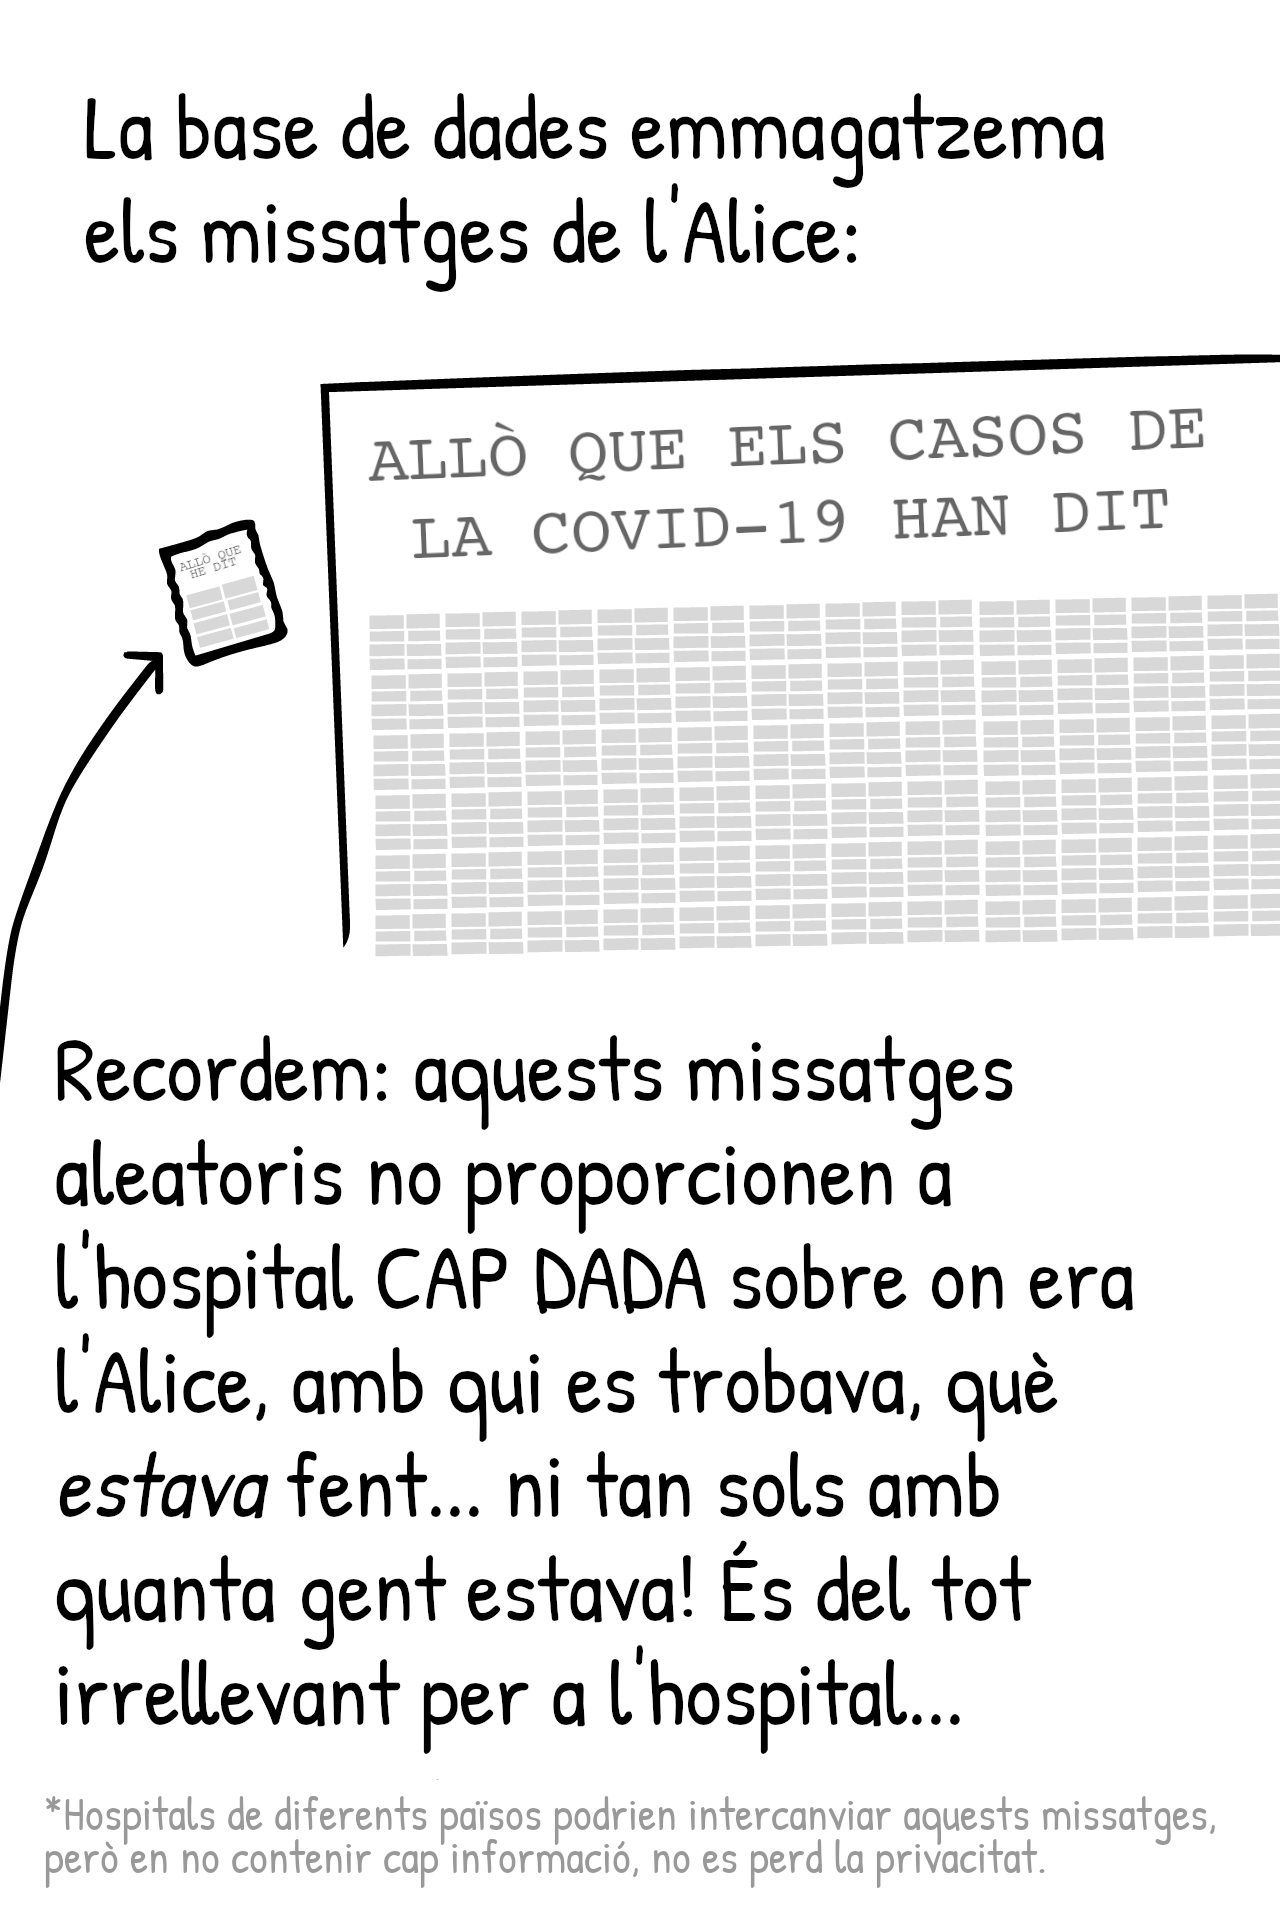 La base de dades emmagatzema
els missatges de l'Alice:
ALLÒ QUE ELS CASOS DE
LA COVID-19 HAN DIT
ALLÒ QUE
HE DIT
Recordem: aquests missatges
aleatoris no proporcionen a
l'hospital CAP DADA sobre on era
l'Alice, amb qui es trobava, què
estava fent... ni tan sols amb
quanta gent estava! És del tot
irrellevant per a l'hospital...
*Hospitals de diferents països podrien intercanviar aquests missatges,
però en no contenir cap informació, no es perd la privacitat.